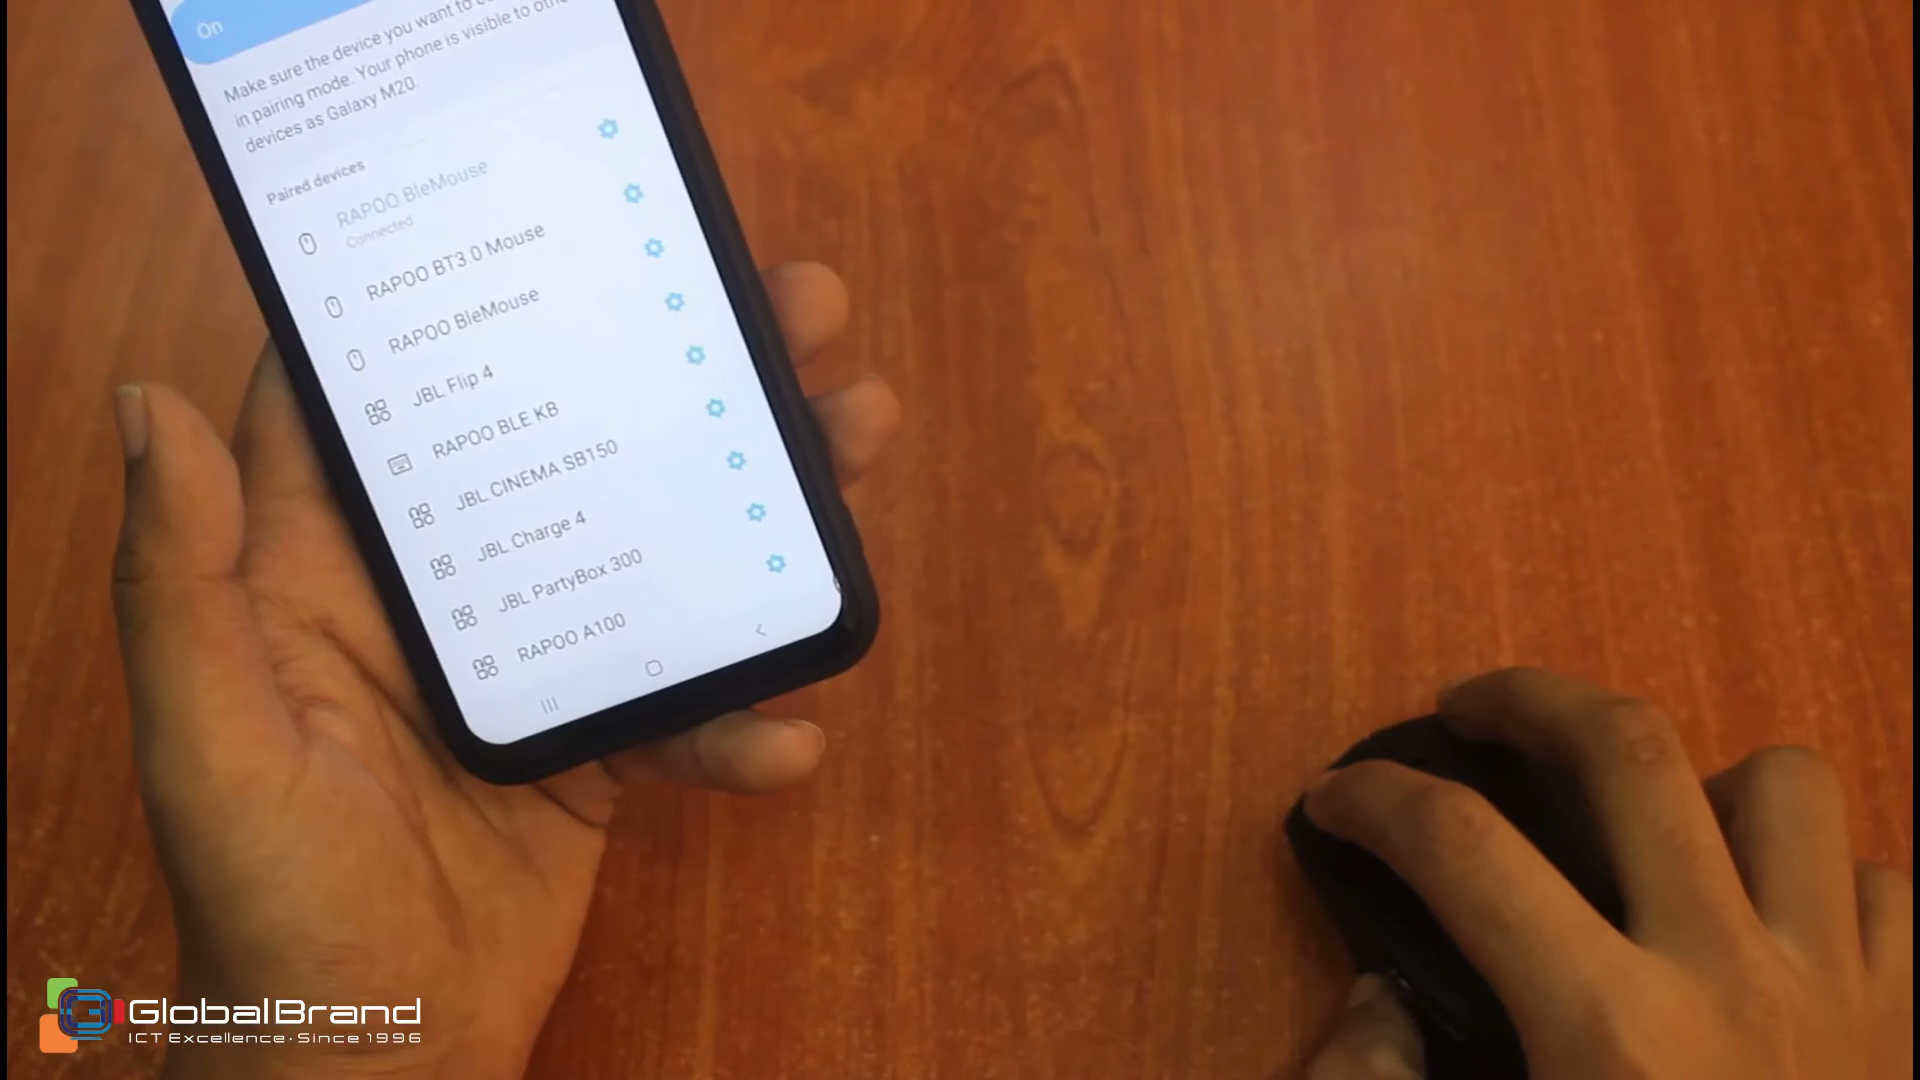 On
Make sure the device you want to
in pairing mode. Your phone is visible to
devices as Galaxy M20.
Paired devices
RAPOO BleMouse
Connected
RAPOO BT3.0 Mouse
RAPOO BleMouse
JBL Flip 4
RAPOO BLE KB
JBL CINEMA SB150
JBL Charge 4
JBL PartyBox 300
RAPOO A100
Global Brand
ICT Excellence·Since 1996